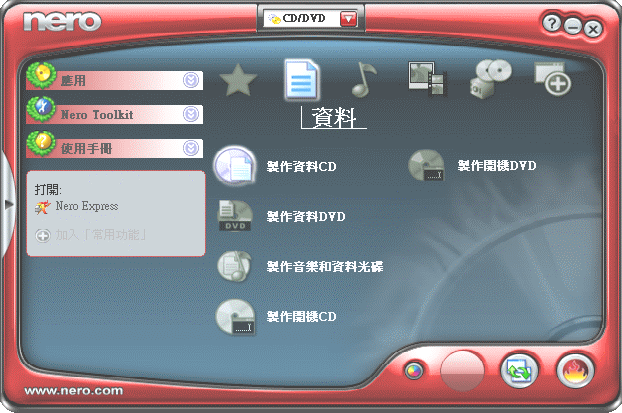 nero
CD/DVD
?
應用
Nero Toolkit
使用手冊
資料
打開:
Nero Express
加入「常用功能」
製作資料CD
製作開機DVD
DVD
製作資料DVD
製作音樂和資料光碟
製作開機CD
www.nero.com